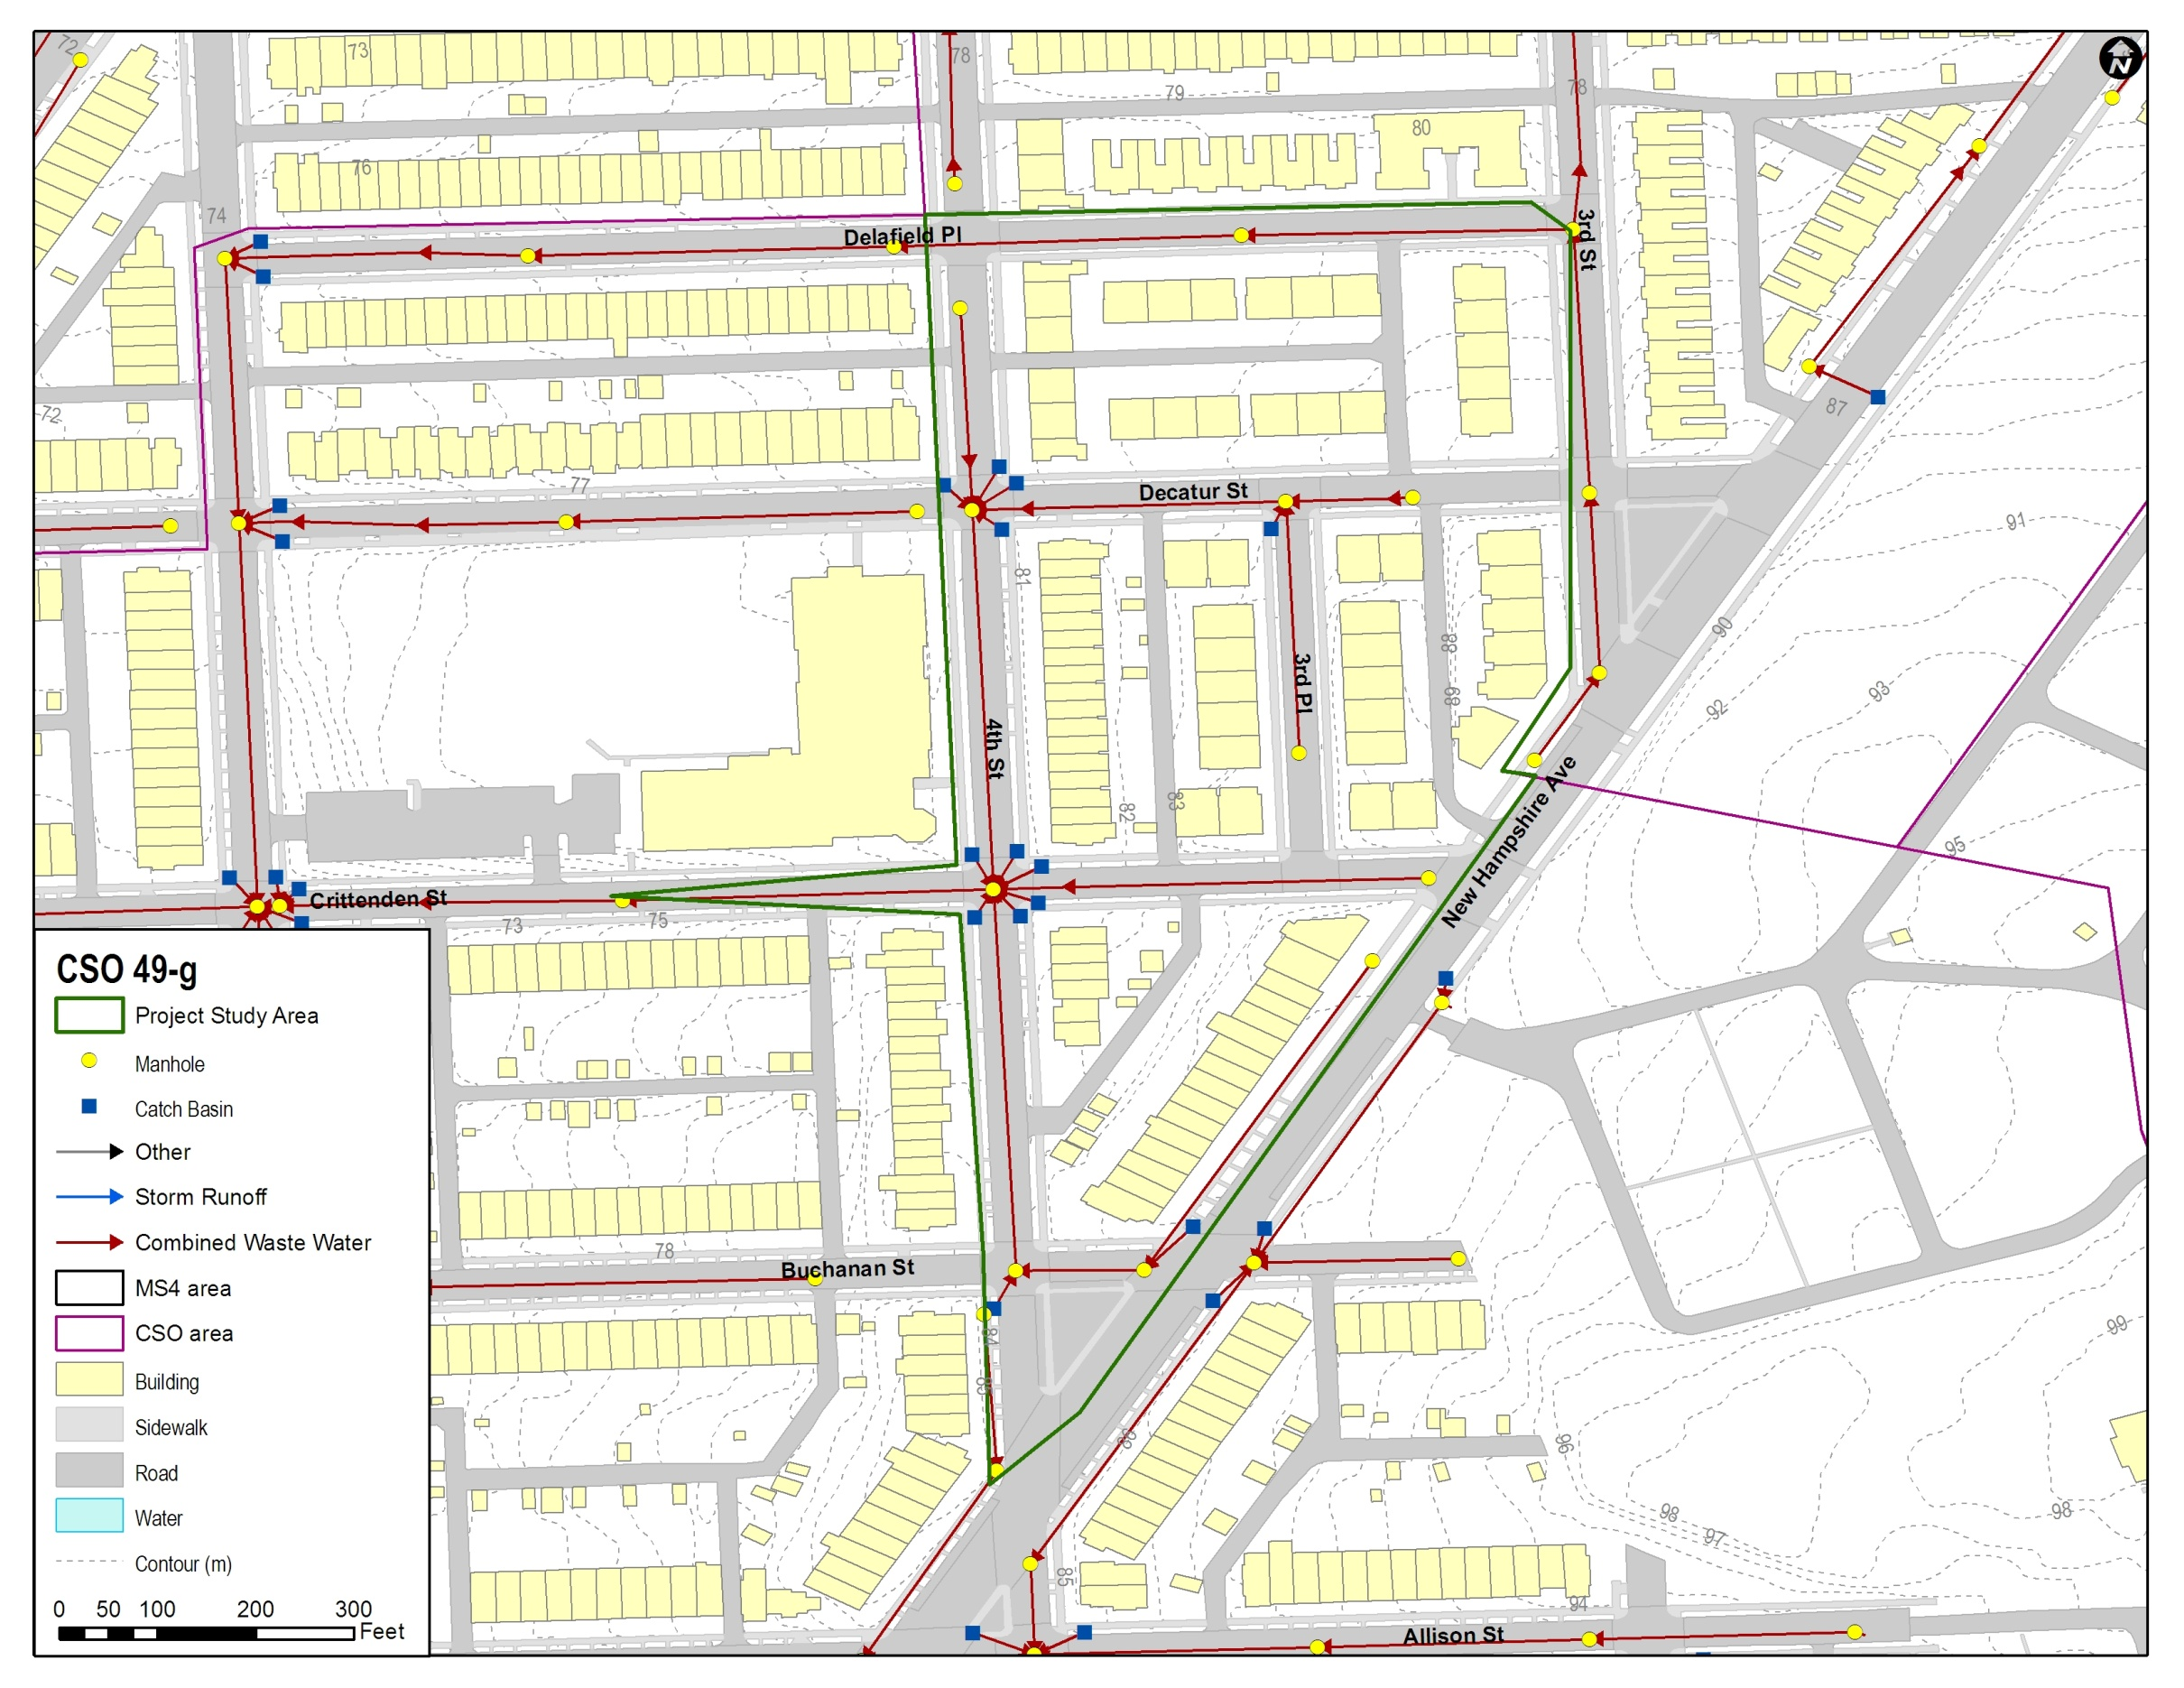 72
73
78
79
78
80
N
76
74
Delafield Pl
3rd St
72
87
77
Decatur St
91
81
88
89
90
3rd Pl
93
92
4th St
82
83
New Hampshire Ave
95
Crittenden St
73
75
78
Buchanan St
84
83
86
99
96
98
97
98
85
94
Allison St
CSO 49-g
Project Study Area
Manhole
Catch Basin
Other
Storm Runoff
Combined Waste Water
MS4 area
CSO area
Building
Sidewalk
Road
Water
Contour (m)
0 50 100 200 300
Feet